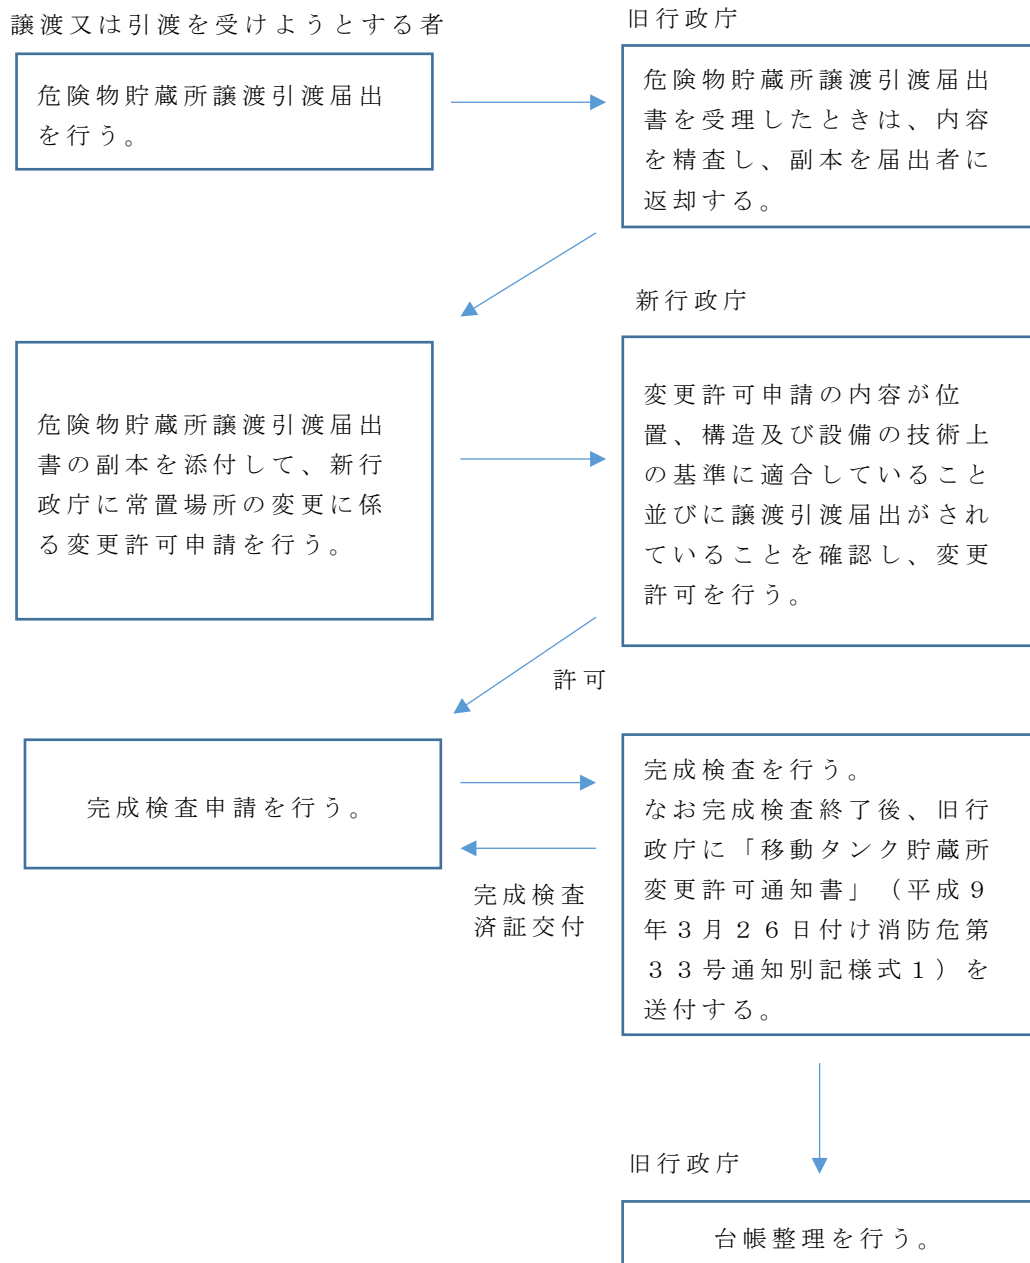 譲渡又は引渡を受けようとする者
旧行政庁
危険物貯蔵所譲渡引渡届出
を行う。
危険物貯蔵所譲渡引渡届出
書を受理したときは、内容
を精査し、副本を届出者に
返却する。
新行政庁
危険物貯蔵所譲渡引渡届出
書の副本を添付して、新行
政庁に常置場所の変更に係
る変更許可申請を行う。
変更許可申請の内容が位
置、構造及び設備の技術上
の基準に適合していること
並びに譲渡引渡届出がされ
ていることを確認し、変更
許可を行う。
許可
完成検査申請を行う。
完成検査を行う。
なお完成検査終了後、旧行
政庁に「移動タンク貯蔵所
変更許可通知書」（平成９
年３月２６日付け消防危第
３３号通知別記様式１）を
送付する。
完成検査
済証交付
旧行政庁
台帳整理を行う。